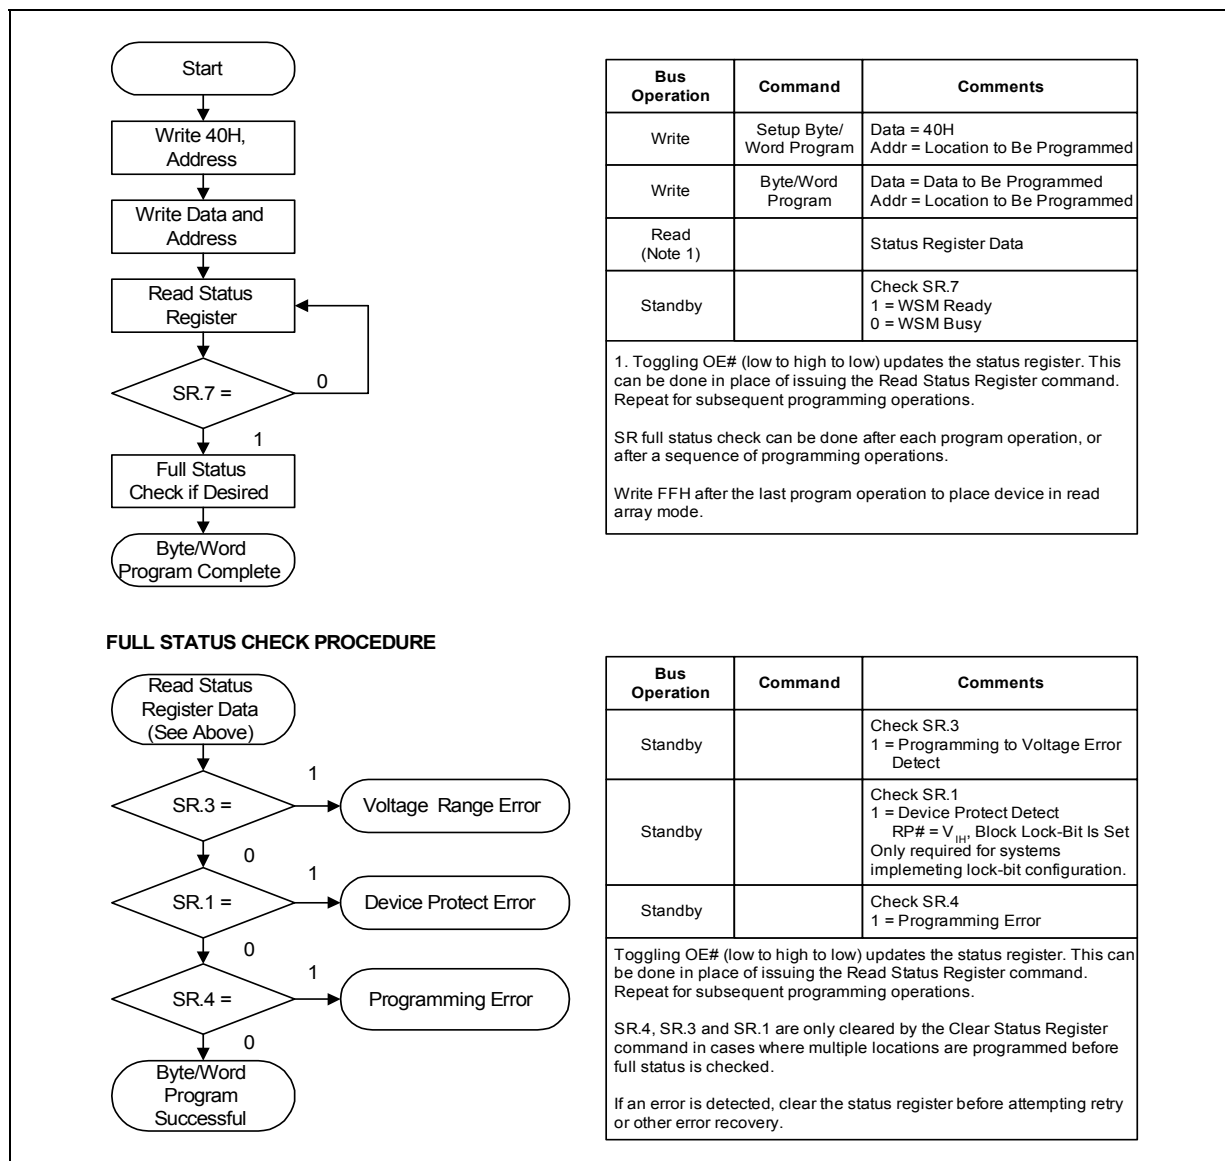 Start
Write 40H,
Address
Write Data and
Address
Read Status
Register
SR.7 =
0
1
Full Status
Check if Desired
Byte/Word
Program Complete
Bus
Operation
Command
Comments
Write
Setup Byte/
Word Program
Data = 40H
Addr = Location to Be Programmed
Write
Byte/Word
Program
Data = Data to Be Programmed
Addr = Location to Be Programmed
Read
(Note 1)
Status Register Data
Standby
Check SR.7
1 = WSM Ready
0 = WSM Busy
1. Toggling OE# (low to high to low) updates the status register. This
can be done in place of issuing the Read Status Register command.
Repeat for subsequent programming operations.
SR full status check can be done after each program operation, or
after a sequence of programming operations.
Write FFH after the last program operation to place device in read
array mode.
FULL STATUS CHECK PROCEDURE
Read Status
Register Data
(See Above)
SR.3 =
1
Voltage Range Error
0
SR.1 =
1
Device Protect Error
0
SR.4 =
1
Programming Error
0
Byte/Word
Program
Successful
Bus
Operation
Command
Comments
Standby
Check SR.3
1 = Programming to Voltage Error
Detect
Standby
Check SR.1
1 = Device Protect Detect
RP# = VIH, Block Lock-Bit Is Set
Only required for systems
implemeting lock-bit configuration.
Standby
Check SR.4
1 = Programming Error
Toggling OE# (low to high to low) updates the status register. This can
be done in place of issuing the Read Status Register command.
Repeat for subsequent programming operations.
SR.4, SR.3 and SR.1 are only cleared by the Clear Status Register
command in cases where multiple locations are programmed before
full status is checked.
If an error is detected, clear the status register before attempting retry
or other error recovery.